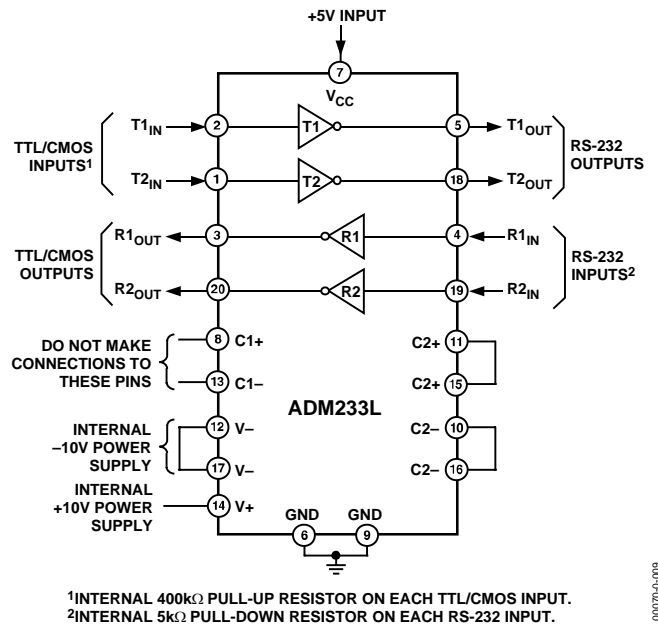 +5V INPUT
7
VCC
TTL/CMOS
INPUTS1
T1IN
2
T1
5
T1OUT
T2IN
1
T2
18
T2OUT
RS-232
OUTPUTS
TTL/CMOS
OUTPUTS
R1OUT
3
R1
4
R1IN
R2OUT
20
R2
19
R2IN
RS-232
INPUTS2
DO NOT MAKE
CONNECTIONS TO
THESE PINS
8
C1+
13
C1–
C2+
11
C2+
15
ADM233L
INTERNAL
–10V POWER
SUPPLY
12
V–
17
V–
C2–
10
C2–
16
INTERNAL
+10V POWER
SUPPLY
14
V+
GND
GND
6
9
1INTERNAL 400kΩ PULL-UP RESISTOR ON EACH TTL/CMOS INPUT.
2INTERNAL 5kΩ PULL-DOWN RESISTOR ON EACH RS-232 INPUT.
00070-0-009